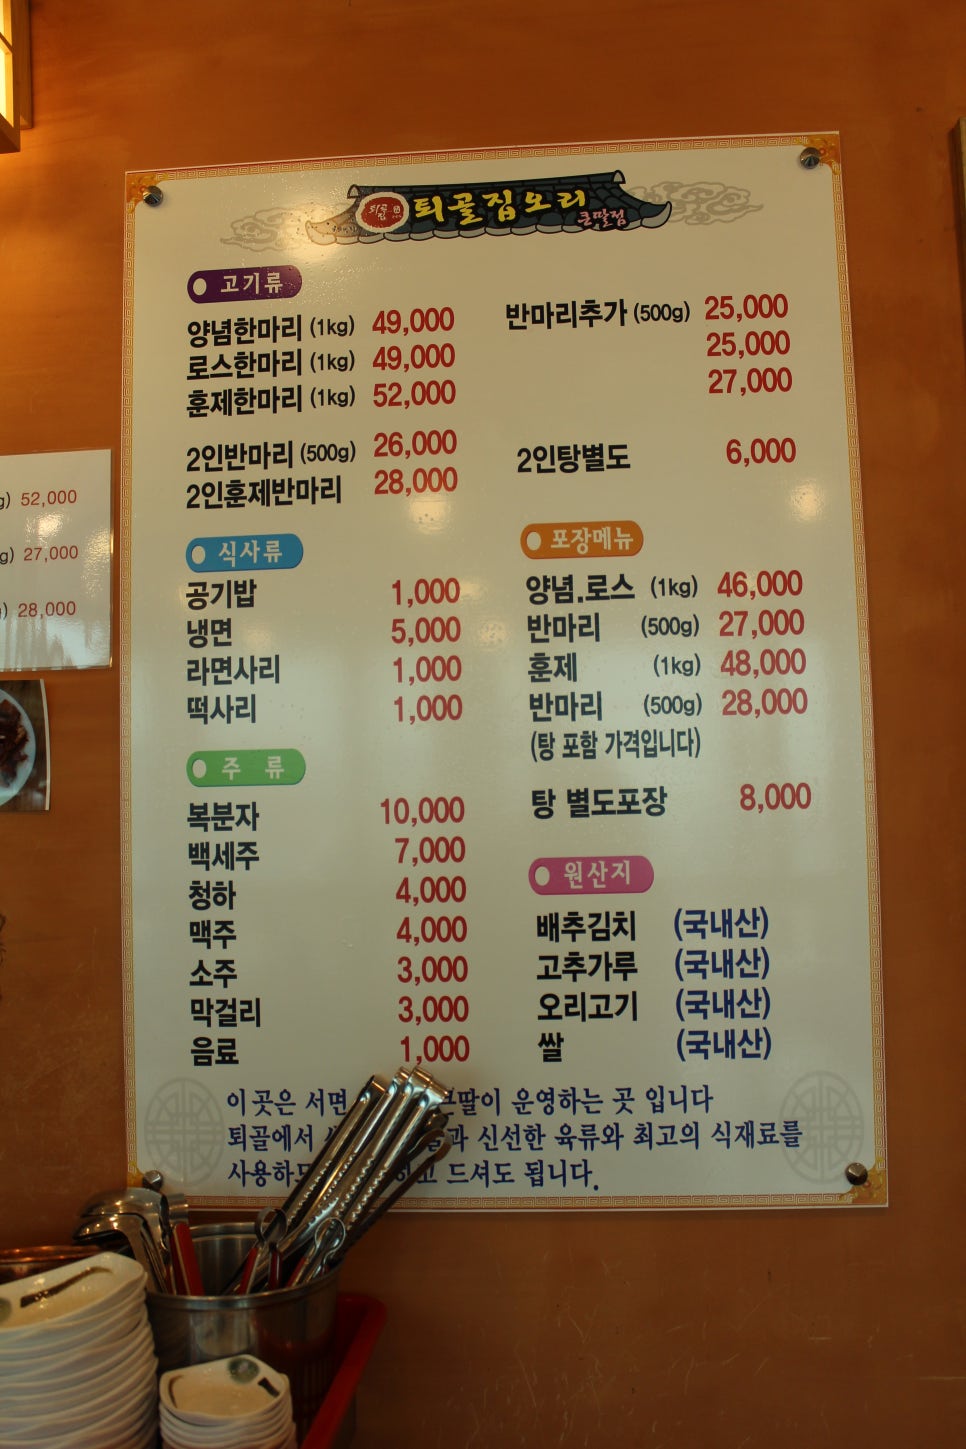 퇴골집
퇴골집오리
큰딸점
고기류
양념한마리 (1kg) 49,000
로스한마리 (1kg) 49,000
훈제한마리 (1kg) 52,000
2인반마리 (500g) 26,000
2인훈제반마리 28,000
반마리추가 (500g) 25,000
25,000
27,000
2인탕별도 6,000
식사류
공기밥 1,000
냉면 5,000
라면사리 1,000
떡사리 1,000
주 류
복분자 10,000
백세주 7,000
청하 4,000
맥주 4,000
소주 3,000
막걸리 3,000
음료 1,000
포장메뉴
양념.로스 (1kg) 46,000
반마리 (500g) 27,000
훈제 (1kg) 48,000
반마리 (500g) 28,000
(탕 포함 가격입니다)
탕 별도포장 8,000
원산지
배추김치 (국내산)
고추가루 (국내산)
오리고기 (국내산)
쌀 (국내산)
이곳은 서면 큰딸이 운영하는 곳 입니다
퇴골에서 신선한 육류와 최고의 식재료를
드셔도 됩니다.
g) 52,000
g) 27,000
) 28,000